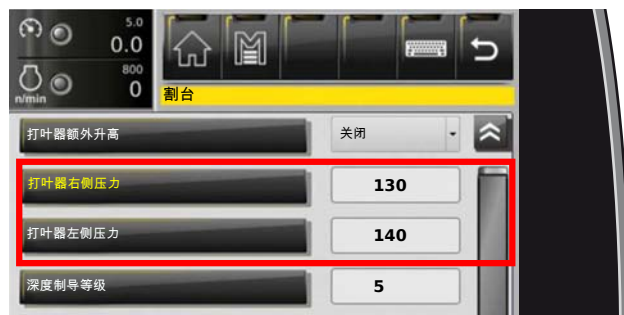 5.0
0.0
800
n/min
0
割台
打叶器额外升高
关闭
打叶器右侧压力
130
打叶器左侧压力
140
深度制导等级
5